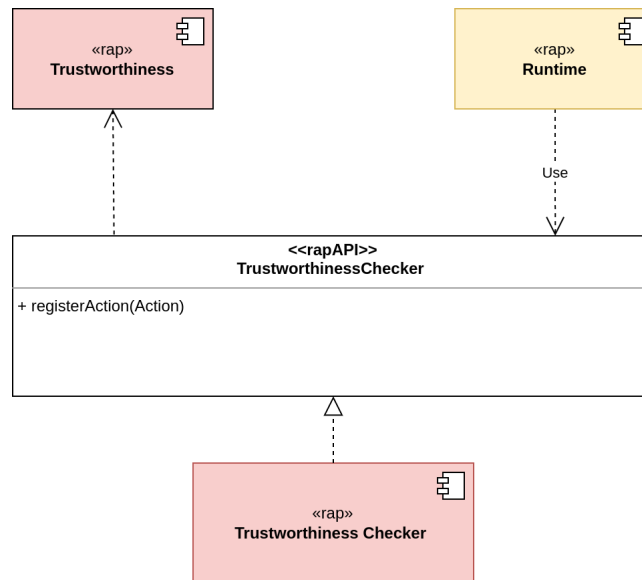 «rap»
Trustworthiness
«rap»
Runtime
Use
<<rapAPI>>
TrustworthinessChecker
+ registerAction(Action)
«rap»
Trustworthiness Checker